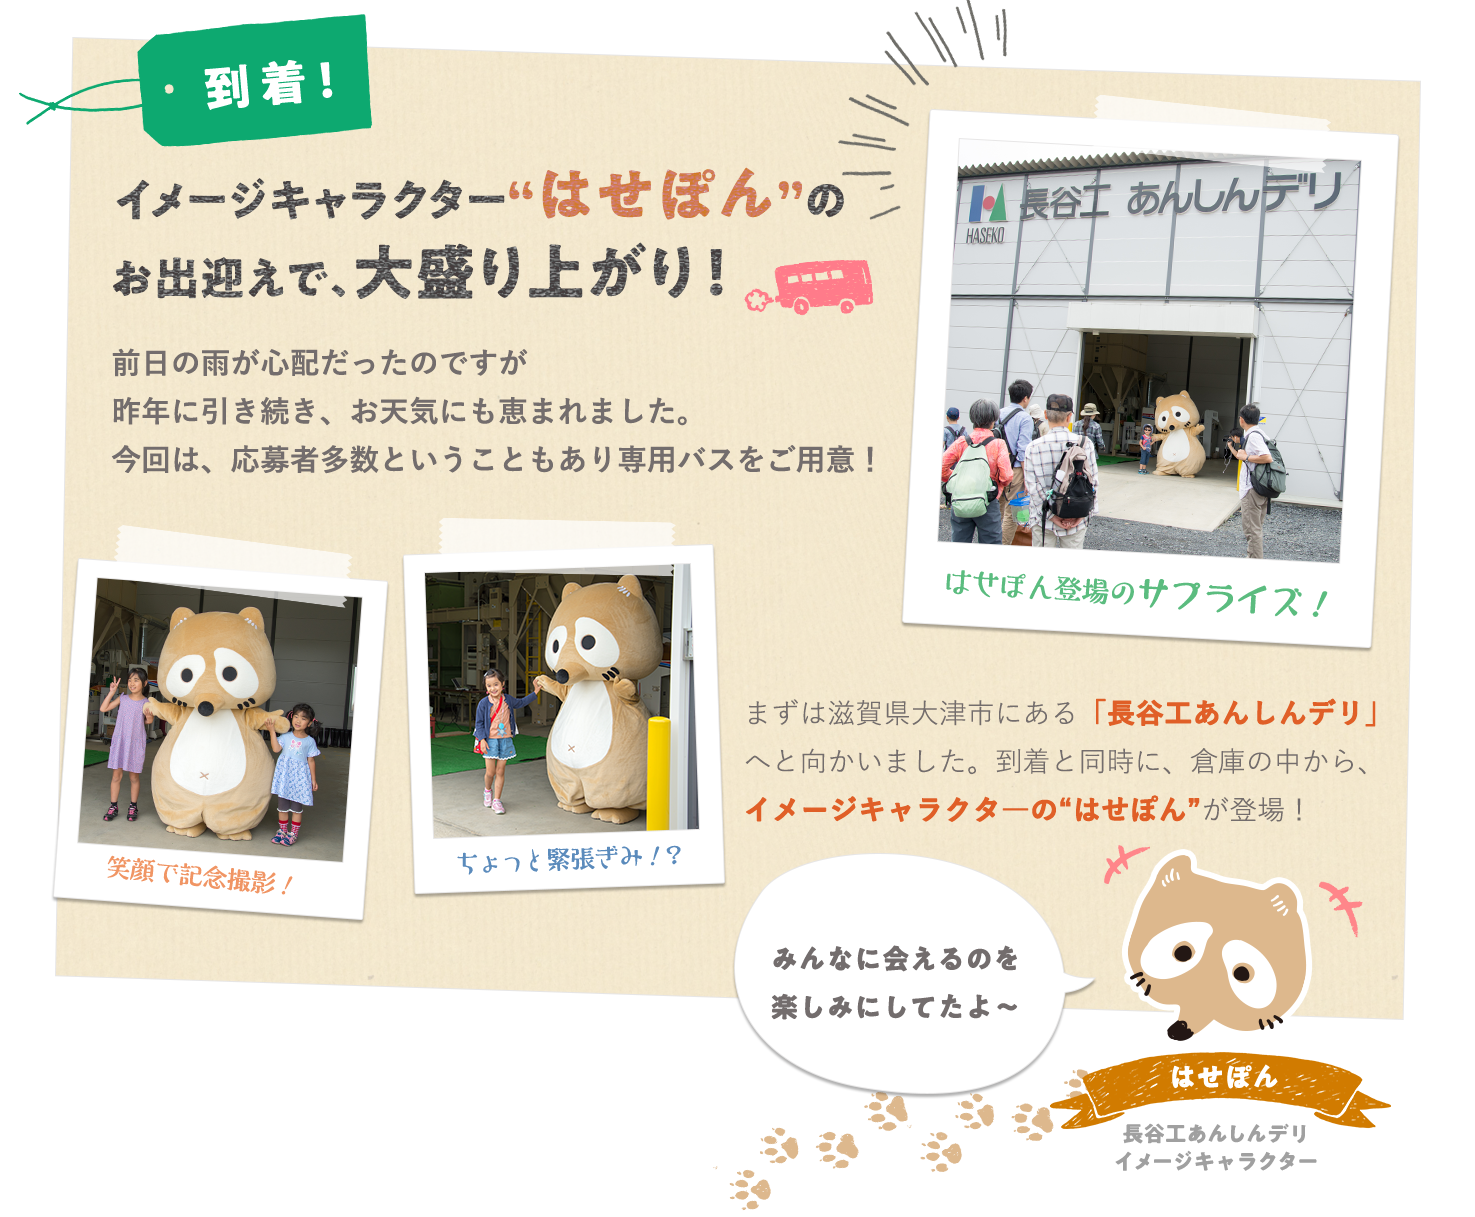 到着！
イメージキャラクター“はせぽん”の
お出迎えで、大盛り上がり！
前日の雨が心配だったのですが
昨年に引き続き、お天気にも恵まれました。
今回は、応募者多数ということもあり専用バスをご用意！
長谷工 あんしんデリ
HASEKO
はせぽん登場のサプライズ！
笑顔で記念撮影！
ちょっと緊張ぎみ！？
まずは滋賀県大津市にある「長谷工あんしんデリ」
へと向かいました。到着と同時に、倉庫の中から、
イメージキャラクターの“はせぽん”が登場！
みんなに会えるのを
楽しみにしてたよ～
はせぽん
長谷工あんしんデリ
イメージキャラクター